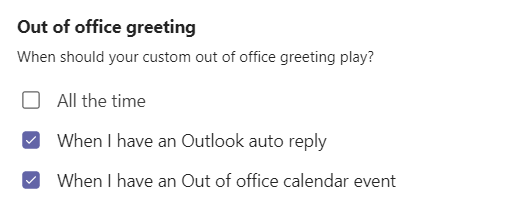 Out of office greeting
When should your custom out of office greeting play?
All the time
When I have an Outlook auto reply
When I have an Out of office calendar event